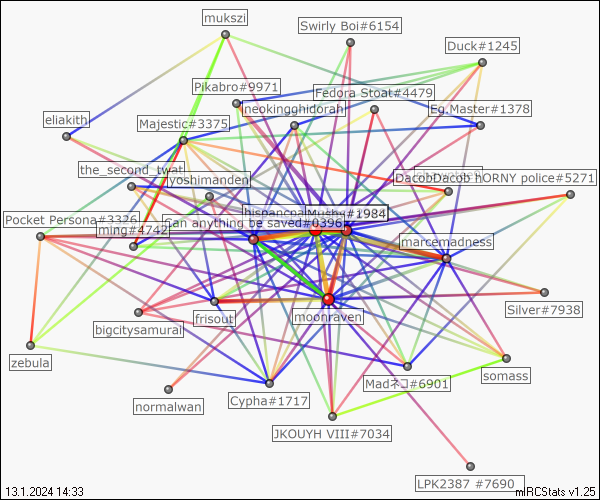 mukszi
Swirly Boi#6154
Duck#1245
Pikabro#9971
Fedora Stoat#4479
neokingghidorah
Eg.Master#1378
eliakith
Majestic#3375
the_second_twat
yoshimanden
DacobDacob
hORNY police#5271
Pocket Persona#3326
can anything be saved#0396
1984
ming#4742
marcemadness
frisout
moonraven
Silver#7938
bigcitysamurai
zebula
somass
Madネコ#6901
Cypha#1717
normalwan
JKOUYH VIII#7034
LPK2387 #7690
13.1.2024 14:33
mIRCStats v1.25